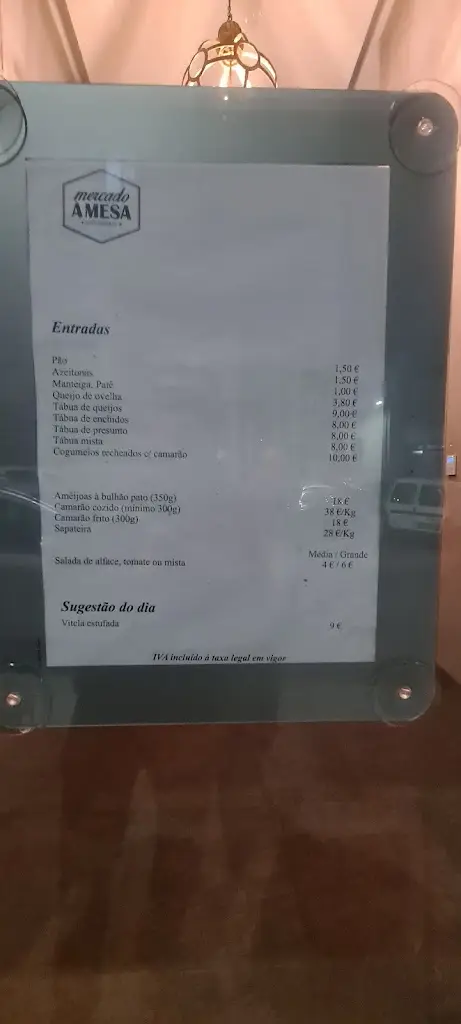 mercado
À MESA
Entradas
Pão 1,50 €
Azeitonas 1,50 €
Manteiga, Patê 1,00 €
Queijo de ovelha 3,80 €
Tábua de queijos 9,00 €
Tábua de enchidos 8,00 €
Tábua de presunto 8,00 €
Tábua mista 8,00 €
Cogumelos recheados c/ camarão 10,00 €
Amêijoas à bulhão pato (350g) 18 €
Camarão cozido (mínimo 300g) 38 €/Kg
Camarão frito (300g) 18 €
Sapateira 28 €/Kg
Média / Grande
Salada de alface, tomate ou mista 4 € / 6 €
Sugestão do dia
Vitela estufada 9 €
IVA incluído à taxa legal em vigor